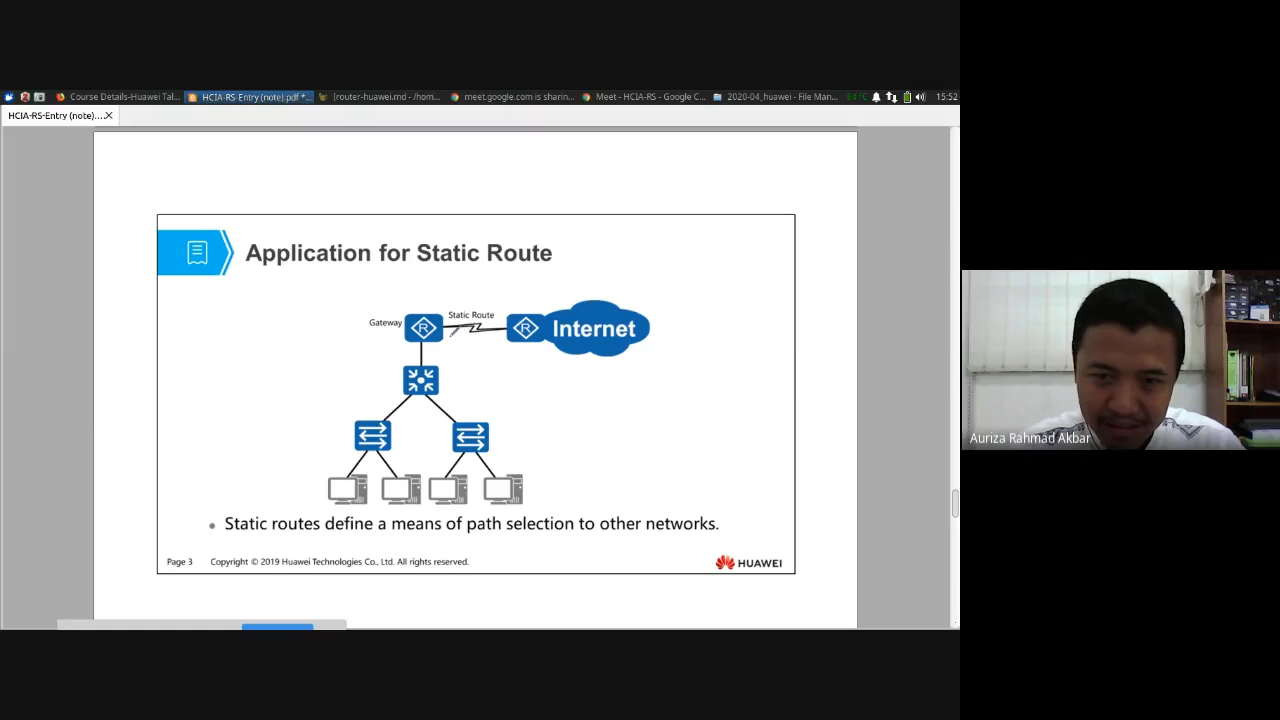 Course Details-Huawei Tal...
HCIA-RS-Entry (note).pdf *...
[router-huawei.md - /hom...
meet.google.com is sharin...
Meet - HCIA-RS - Google C...
2020-04_huawei - File Man...
64°C
15:52
HCIA-RS-Entry (note)....
Application for Static Route
Gateway
R
Static Route
R
Internet
Static routes define a means of path selection to other networks.
Page 3
Copyright © 2019 Huawei Technologies Co., Ltd. All rights reserved.
HUAWEI
Auriza Rahmad Akbar